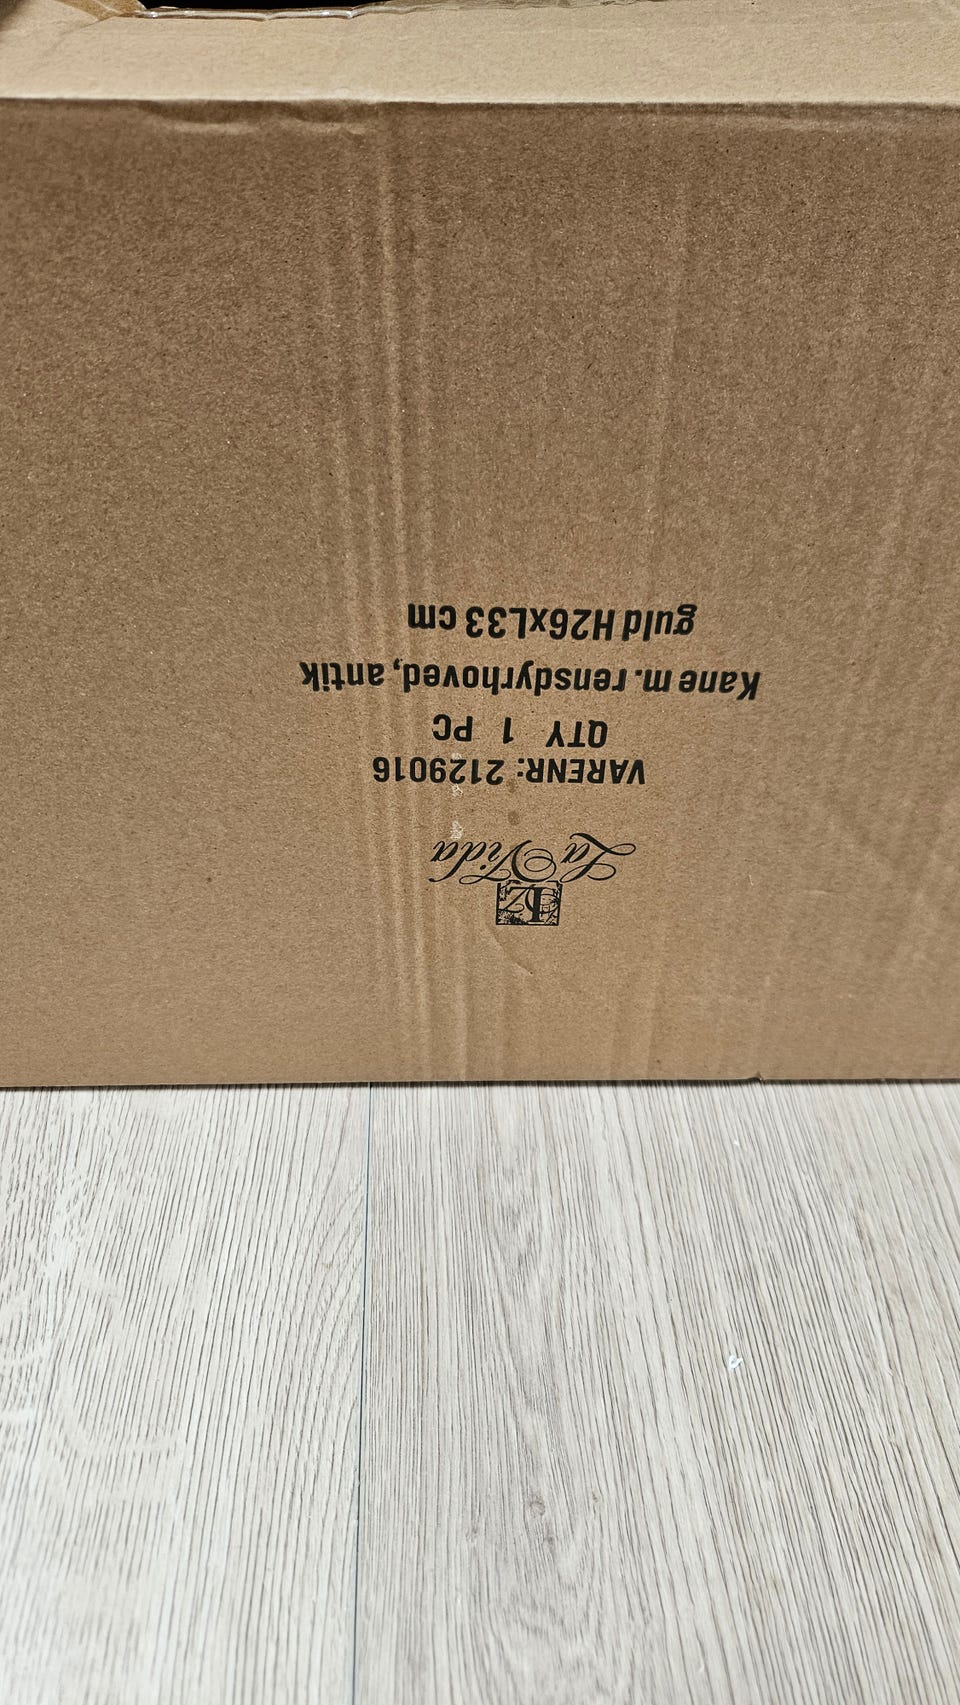 La Vida
VARENR: 2129016
QTY 1 PC
Kane m. rensdyrhoved, antik
guld H26xL33 cm